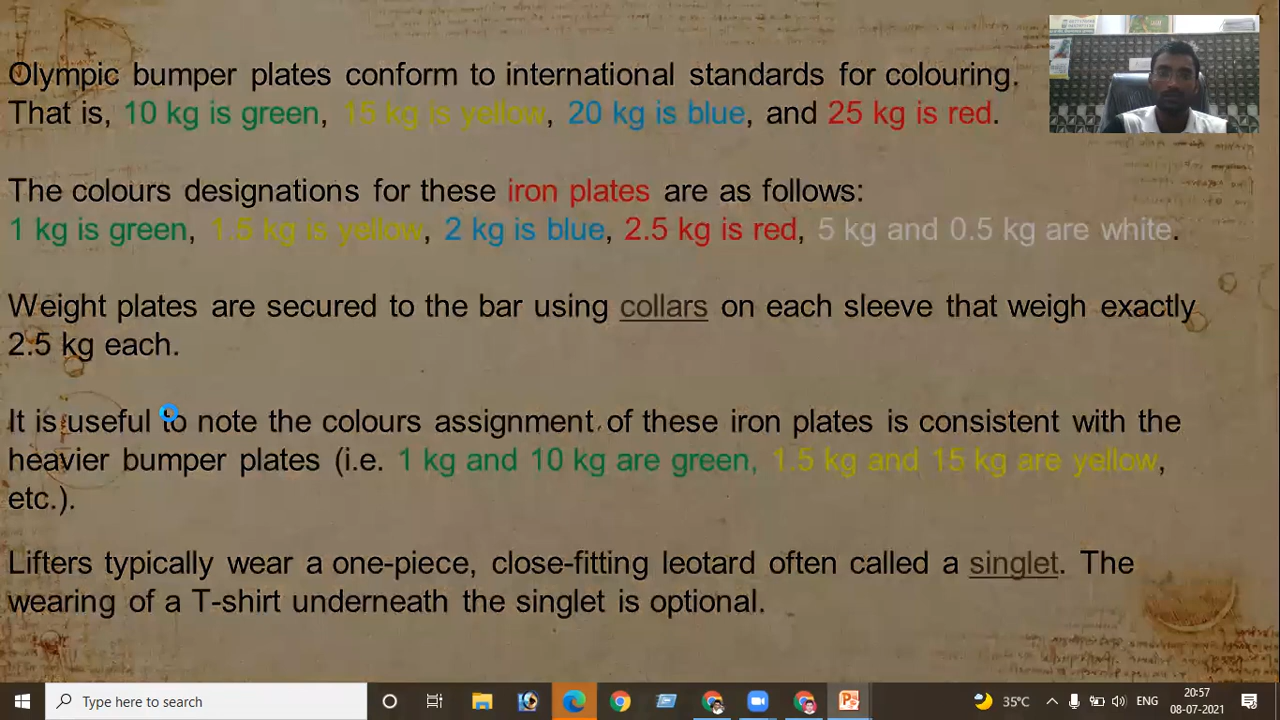 Olympic bumper plates conform to international standards for colouring.
That is, 10 kg is green, 15 kg is yellow, 20 kg is blue, and 25 kg is red.
The colours designations for these iron plates are as follows:
1 kg is green, 1.5 kg is yellow, 2 kg is blue, 2.5 kg is red, 5 kg and 0.5 kg are white.
Weight plates are secured to the bar using collars on each sleeve that weigh exactly
2.5 kg each.
It is useful to note the colours assignment of these iron plates is consistent with the
heavier bumper plates (i.e. 1 kg and 10 kg are green, 1.5 kg and 15 kg are yellow,
etc.).
Lifters typically wear a one-piece, close-fitting leotard often called a singlet. The
wearing of a T-shirt underneath the singlet is optional.
Type here to search
35°C
ENG
20:57
08-07-2021